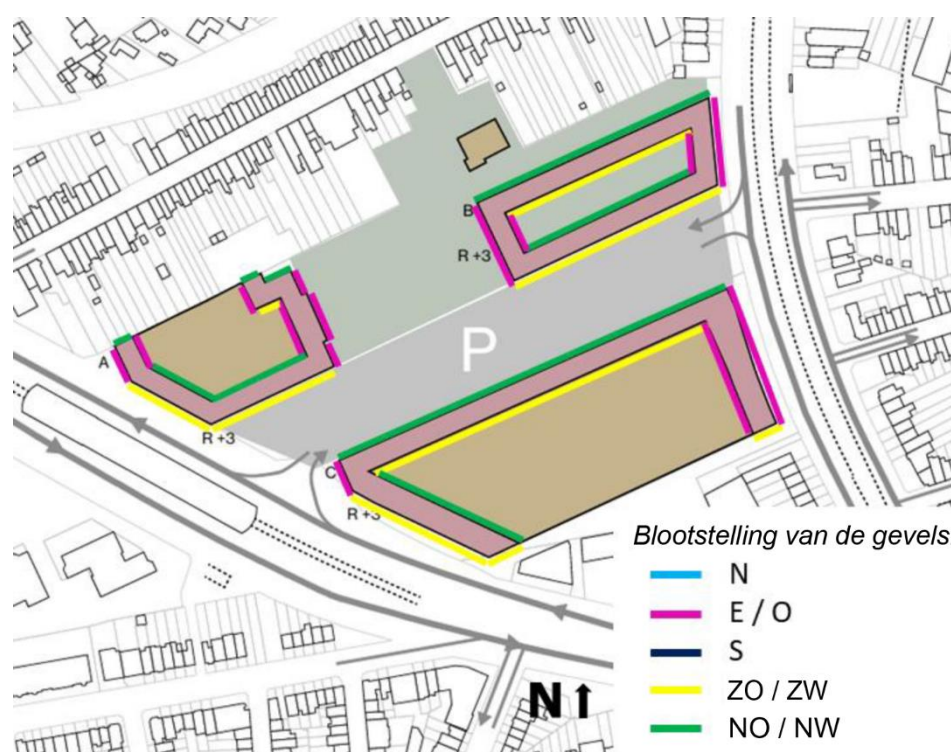 B
R +3
A
P
R +3
C
R +3
Blootstelling van de gevels
N
E / O
S
ZO / ZW
NO / NW
N